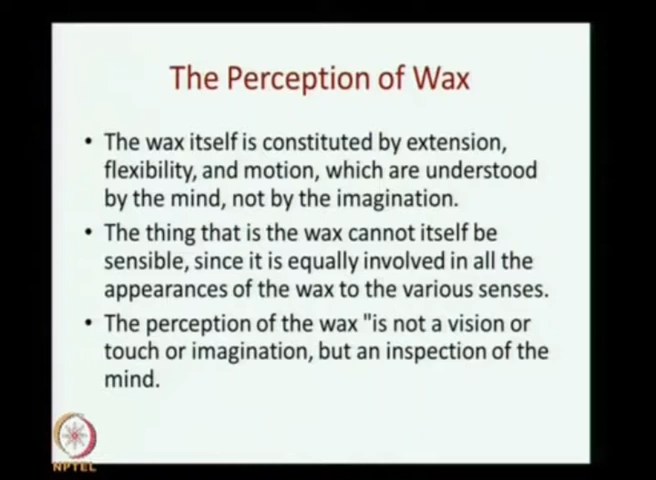 The Perception of Wax
• The wax itself is constituted by extension,
flexibility, and motion, which are understood
by the mind, not by the imagination.
• The thing that is the wax cannot itself be
sensible, since it is equally involved in all the
appearances of the wax to the various senses.
• The perception of the wax "is not a vision or
touch or imagination, but an inspection of the
mind.
NPTEL